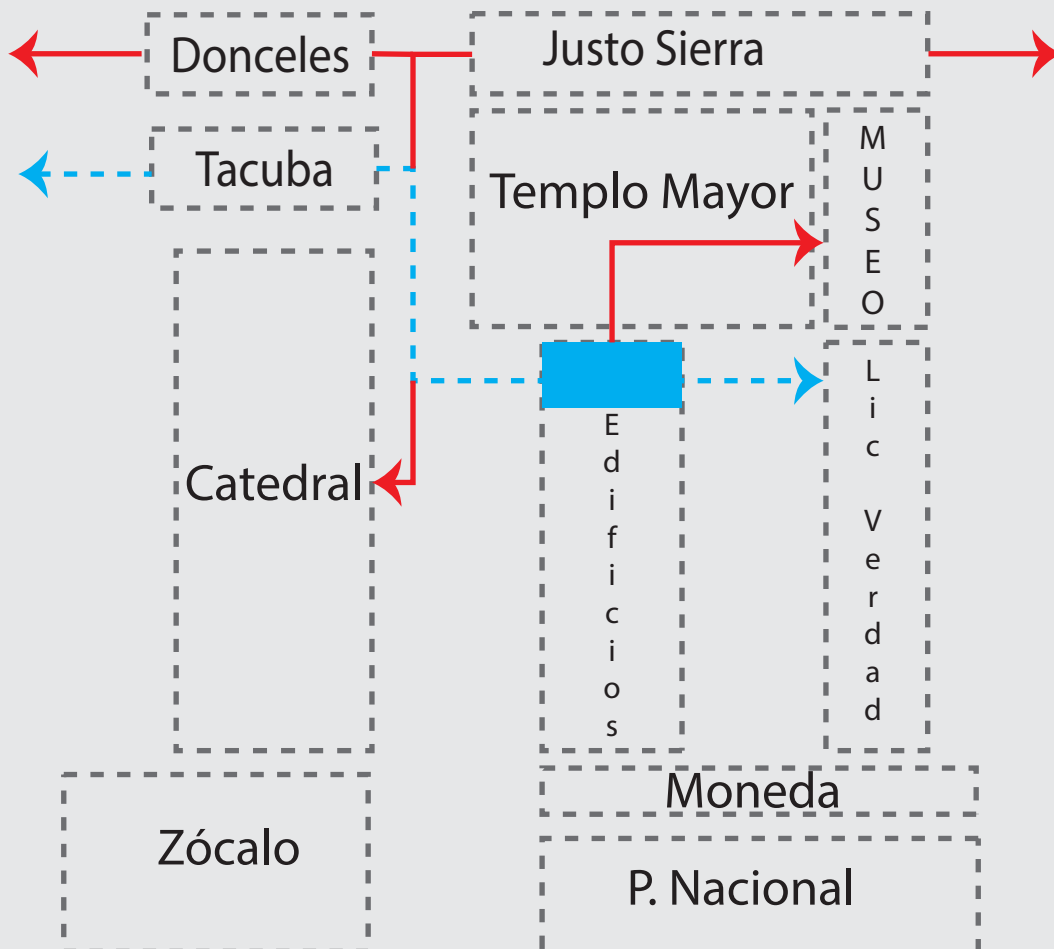 Donceles
Justo Sierra
Tacuba
Templo Mayor
MUSEO
Catedral
Edificios
Lic Verdad
Moneda
Zócalo
P. Nacional